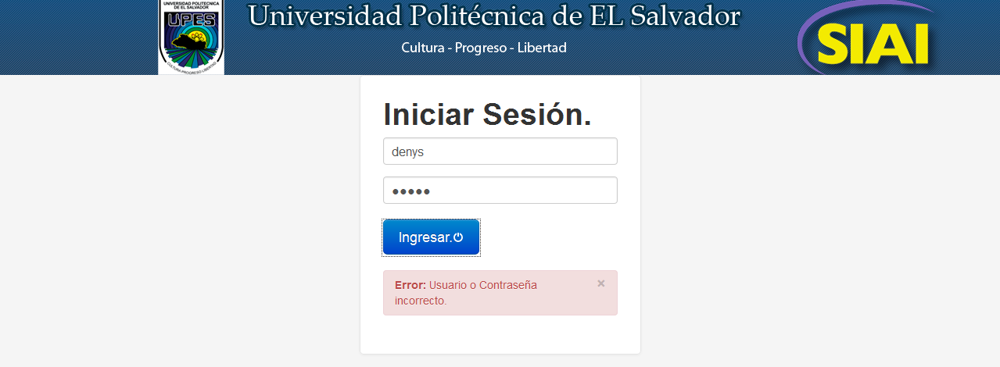 UNIVERSIDAD POLITECNICA
DE EL SALVADOR
UPES
CULTURA PROGRESO LIBERTAD
Universidad Politécnica de EL Salvador
Cultura - Progreso - Libertad
SIAI
Iniciar Sesión.
denys
●●●●●
Ingresar.
Error: Usuario o Contraseña
incorrecto.
×